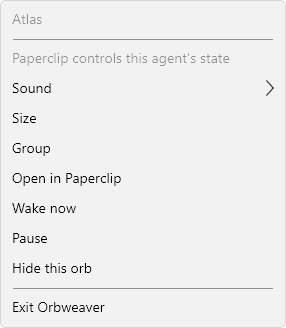 Atlas
Paperclip controls this agent's state
Sound
Size
Group
Open in Paperclip
Wake now
Pause
Hide this orb
Exit Orbweaver